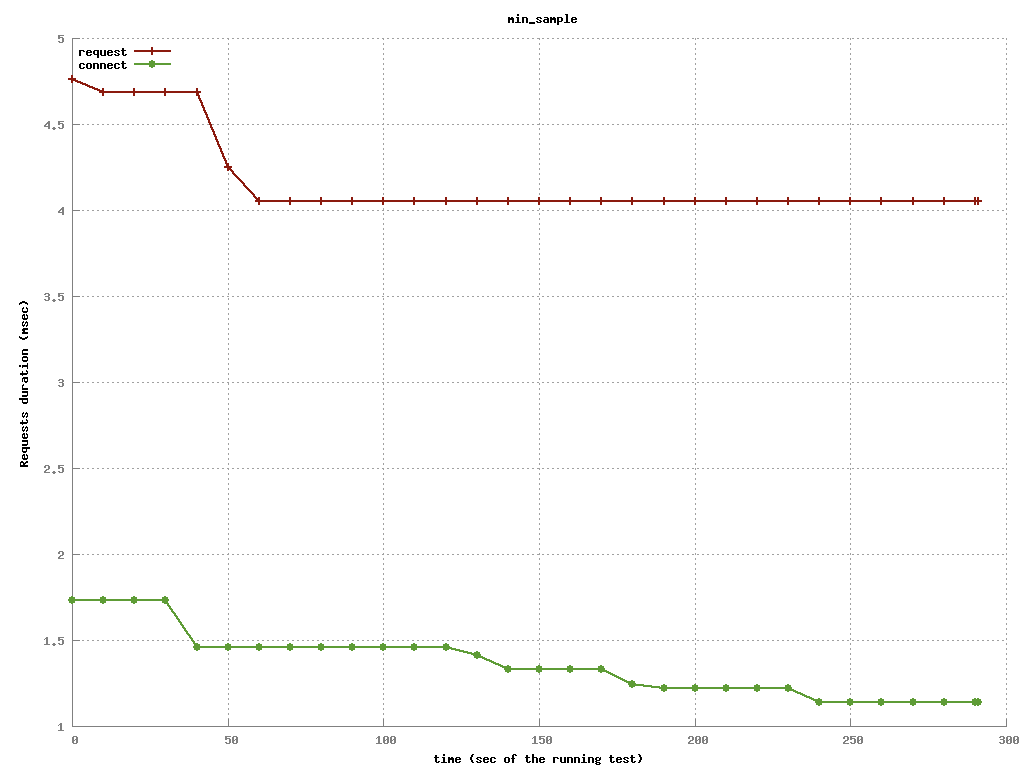 min_sample
5
request
connect
4.5
4
3.5
3
2.5
2
1.5
1
Requests duration (msec)
0 50 100 150 200 250 300
time (sec of the running test)